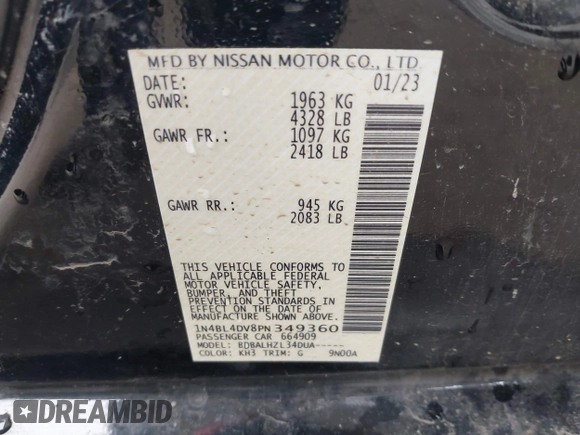 MFD BY NISSAN MOTOR CO., LTD.
DATE: 01/23
GVWR: 1963 KG
4328 LB
GAWR FR.: 1097 KG
2418 LB
GAWR RR.: 945 KG
2083 LB
THIS VEHICLE CONFORMS TO
ALL APPLICABLE FEDERAL
MOTOR VEHICLE SAFETY,
BUMPER, AND THEFT
PREVENTION STANDARDS
IN EFFECT ON THE DATE OF
MANUFACTURE SHOWN ABOVE.
1N4BL4DV8PN349360
PASSENGER CAR 664909
MODEL: BDBALHZL34DUA-----
COLOR: KH3 TRIM: G 9N00A
© AMERICANBIDCARS